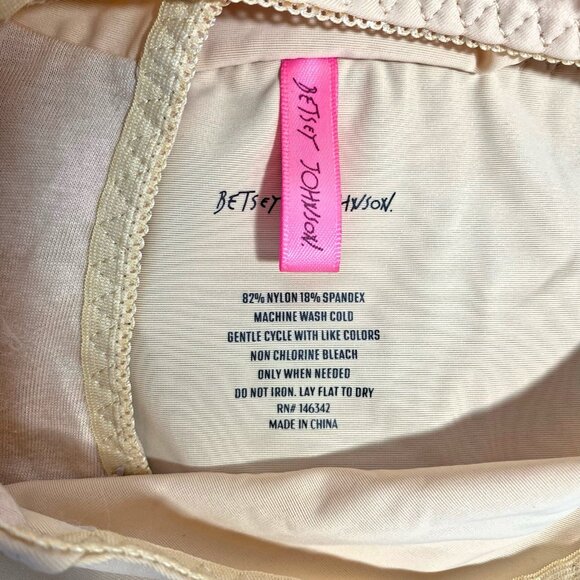 BETSEY JOHNSON.
BETSEY JOHNSON.
82% NYLON 18% SPANDEX
MACHINE WASH COLD
GENTLE CYCLE WITH LIKE COLORS
NON CHLORINE BLEACH
ONLY WHEN NEEDED
DO NOT IRON. LAY FLAT TO DRY
RN# 146342
MADE IN CHINA